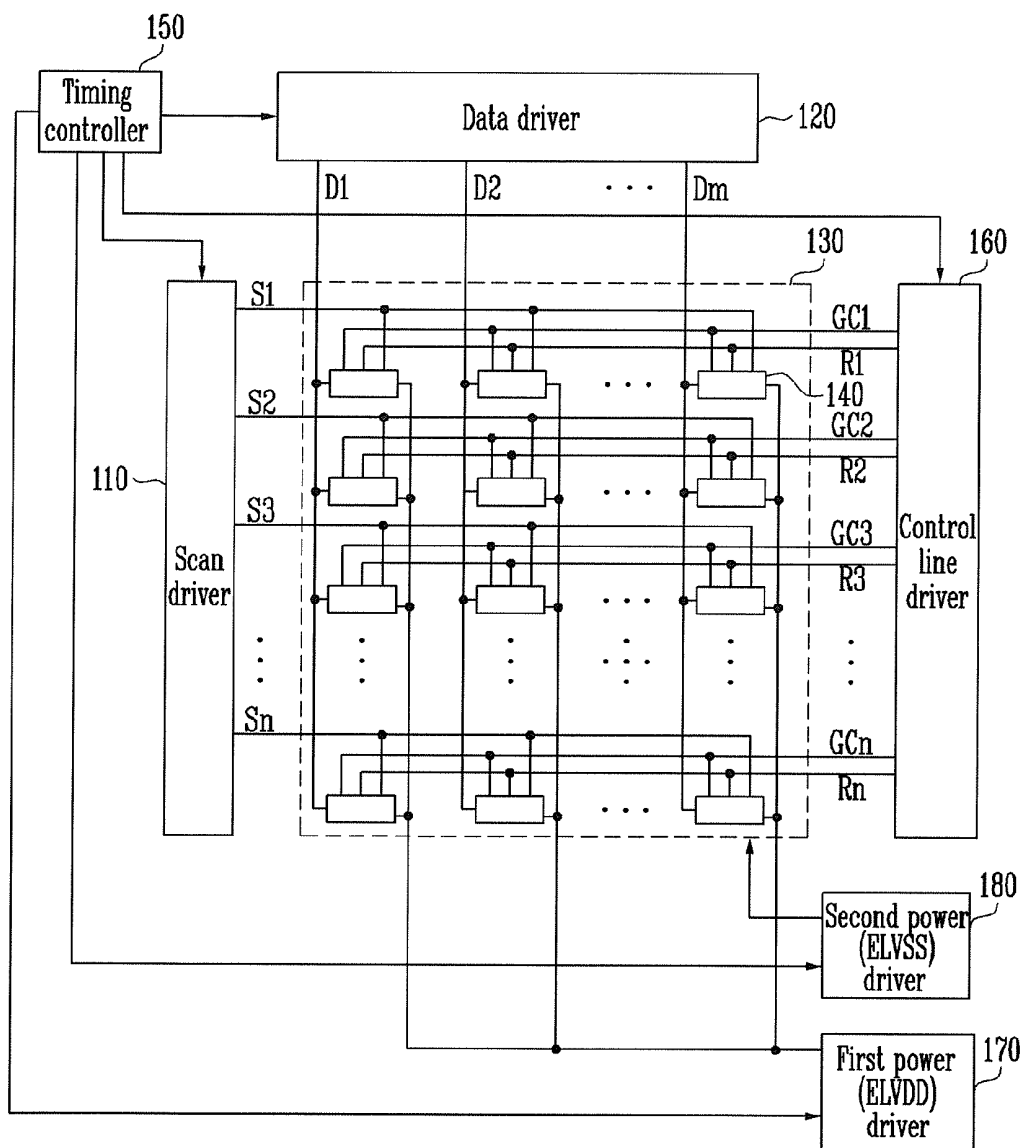 150
Timing
controller
Data driver
120
D1
D2
. . .
Dm
130
160
S1
GC1
R1
. . .
140
S2
GC2
R2
110
. . .
S3
GC3
R3
Scan
driver
Control
line
driver
. . .
Sn
GCn
Rn
. . .
180
Second power
(ELVSS)
driver
First power
(ELVDD)
driver
170